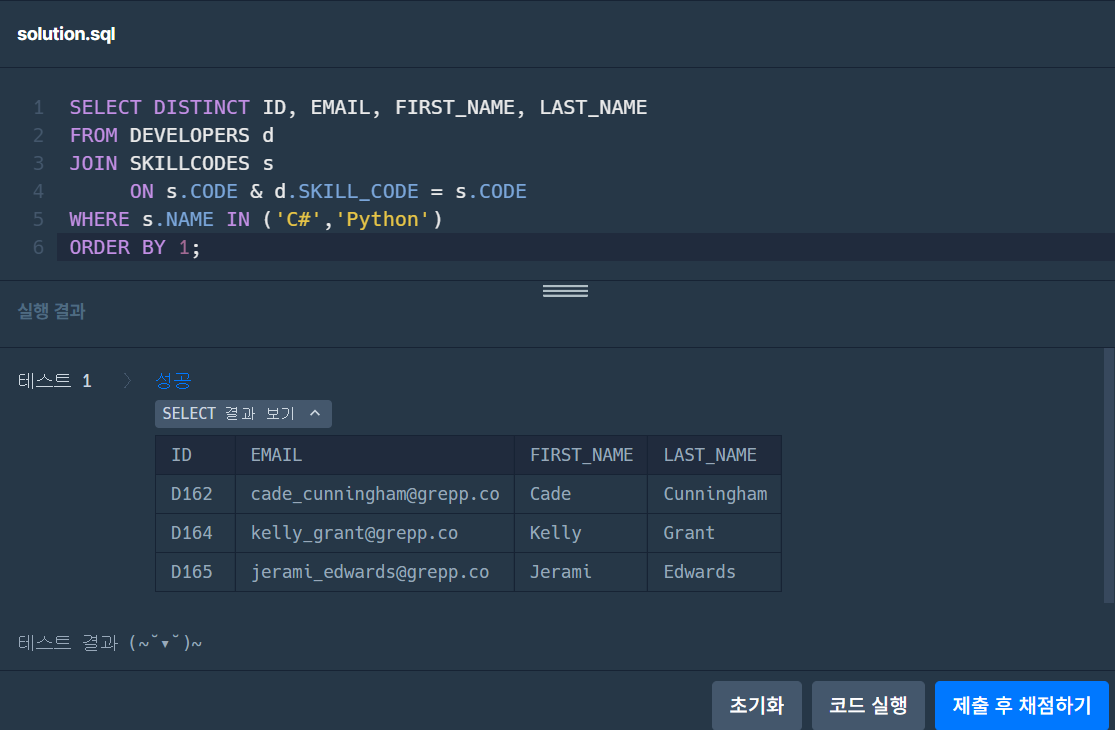 solution.sql
1 SELECT DISTINCT ID, EMAIL, FIRST_NAME, LAST_NAME
2 FROM DEVELOPERS d
3 JOIN SKILLCODES s
4 ON s.CODE & d.SKILL_CODE = s.CODE
5 WHERE s.NAME IN ('C#','Python')
6 ORDER BY 1;
실행 결과
테스트 1 〉 성공
SELECT 결과 보기 ^
ID EMAIL FIRST_NAME LAST_NAME
D162 cade_cunningham@grepp.co Cade Cunningham
D164 kelly_grant@grepp.co Kelly Grant
D165 jerami_edwards@grepp.co Jerami Edwards
테스트 결과 (~˘▾˘)~
초기화 코드 실행 제출 후 채점하기